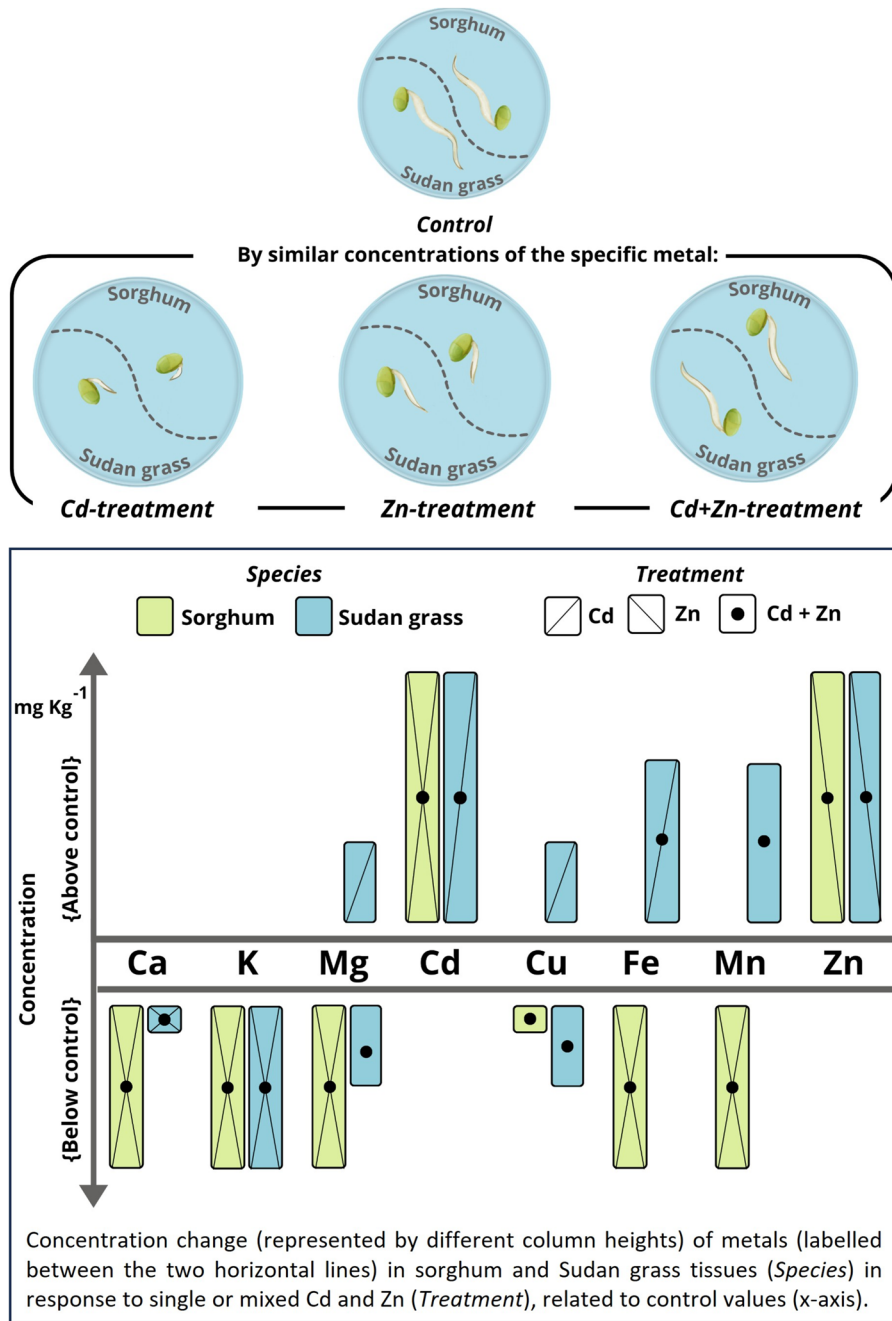 Sorghum
Sudan grass
Control
By similar concentrations of the specific metal:
Sorghum
Sudan grass
Sorghum
Sudan grass
Sorghum
Sudan grass
Cd-treatment
Zn-treatment
Cd+Zn-treatment
Species
Treatment
Sorghum
Sudan grass
Cd
Zn
Cd + Zn
mg Kg⁻¹
Concentration
{Above control}
{Below control}
Ca K Mg Cd Cu Fe Mn Zn
Concentration change (represented by different column heights) of metals (labelled
between the two horizontal lines) in sorghum and Sudan grass tissues (Species) in
response to single or mixed Cd and Zn (Treatment), related to control values (x-axis).